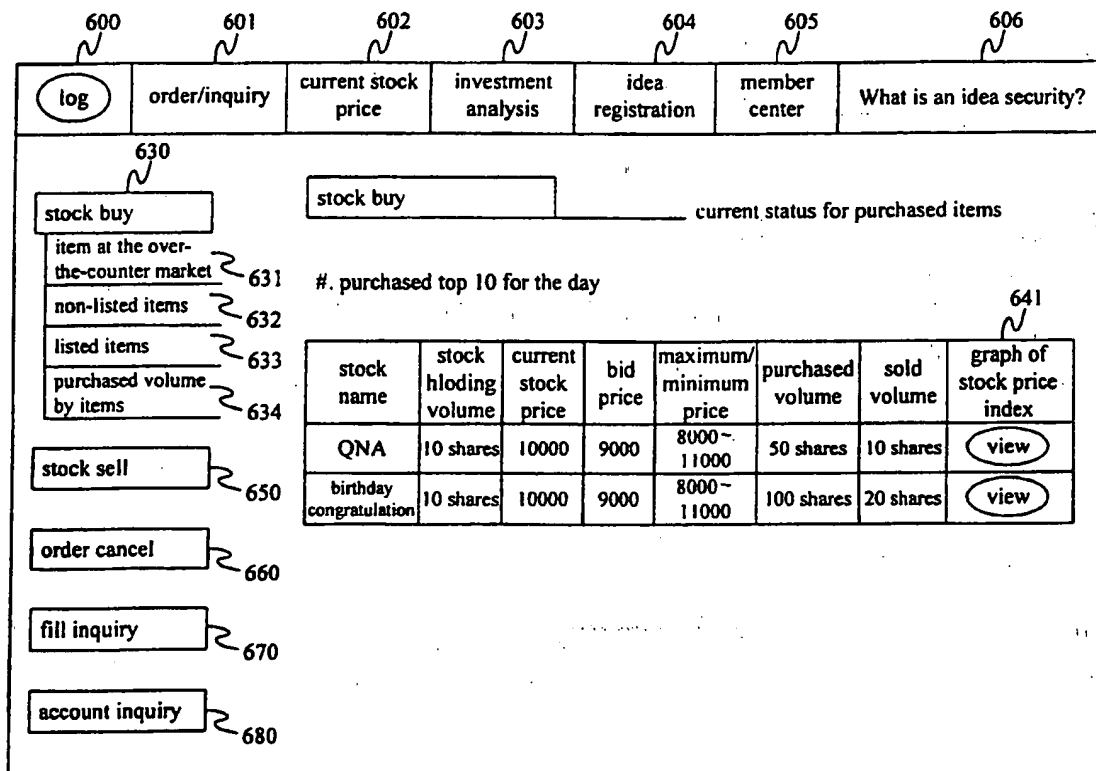 600
601
602
603
604
605
606
log
order/inquiry
current stock
price
investment
analysis
idea
registration
member
center
What is an idea security?
630
stock buy
item at the over-
the-counter market
631
non-listed items
632
listed items
633
purchased volume
by items
634
stock sell
650
order cancel
660
fill inquiry
670
account inquiry
680
stock buy
current status for purchased items
#. purchased top 10 for the day
641
stock
name
stock
hloding
volume
current
stock
price
bid
price
maximum/
minimum
price
purchased
volume
sold
volume
graph of
stock price
index
QNA
10 shares
10000
9000
8000~
11000
50 shares
10 shares
view
birthday
congratulation
10 shares
10000
9000
8000~
11000
100 shares
20 shares
view